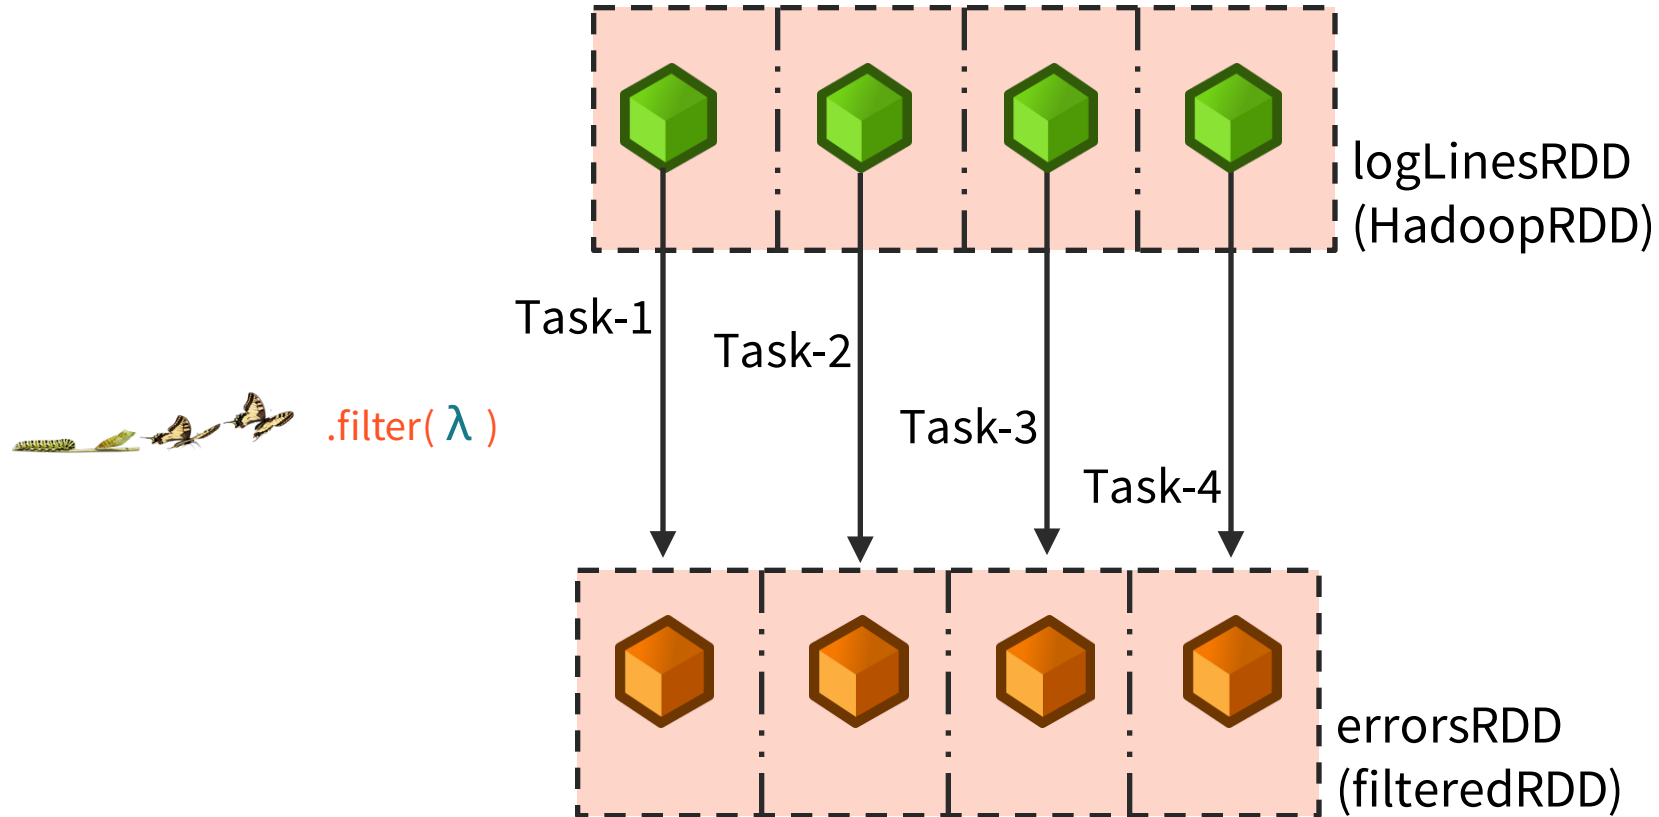 logLinesRDD
(HadoopRDD)
Task-1
Task-2
Task-3
.filter( λ )
Task-4
errorsRDD
(filteredRDD)